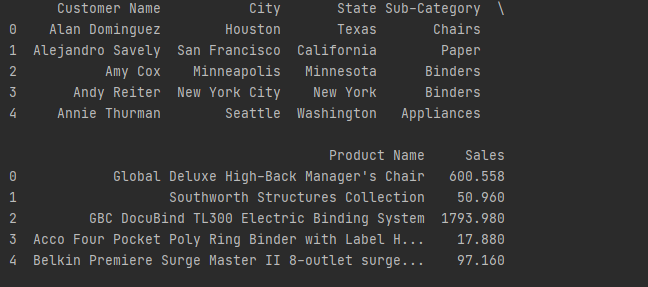 Customer Name City State Sub-Category \
0 Alan Dominguez Houston Texas Chairs
1 Alejandro Savely San Francisco California Paper
2 Amy Cox Minneapolis Minnesota Binders
3 Andy Reiter New York City New York Binders
4 Annie Thurman Seattle Washington Appliances
Product Name Sales
0 Global Deluxe High-Back Manager's Chair 600.558
1 Southworth Structures Collection 50.960
2 GBC DocuBind TL300 Electric Binding System 1793.980
3 Acco Four Pocket Poly Ring Binder with Label H... 17.880
4 Belkin Premiere Surge Master II 8-outlet surge... 97.160